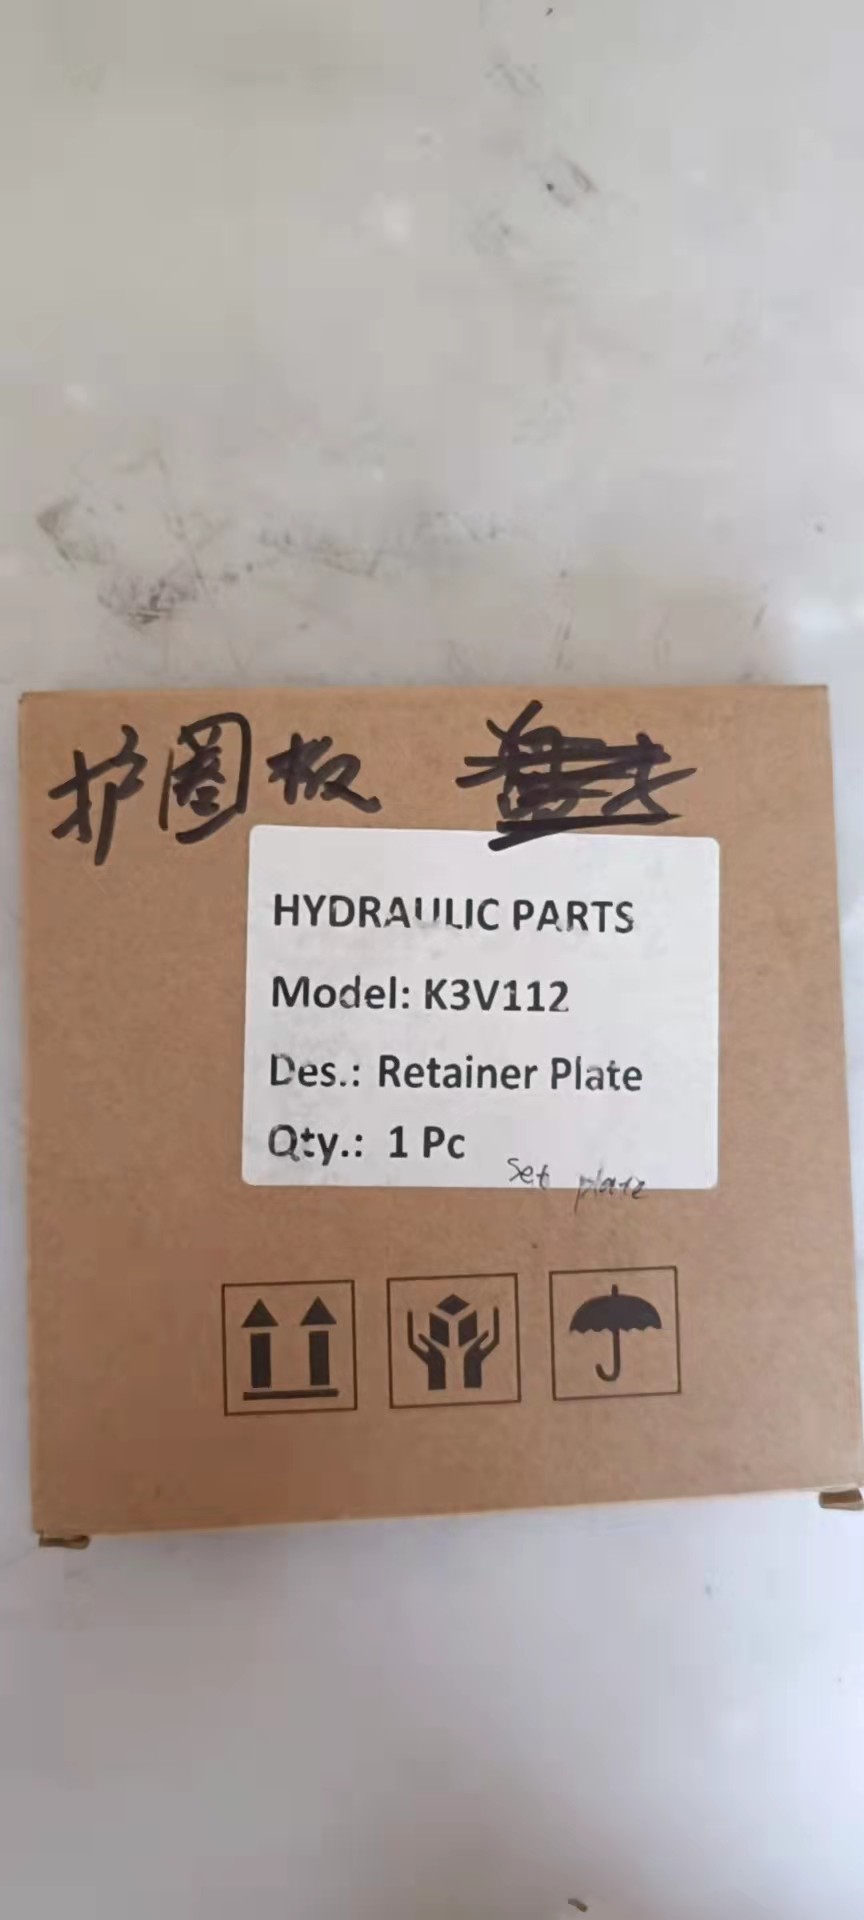 护圈板
HYDRAULIC PARTS
Model: K3V112
Des.: Retainer Plate
Qty.: 1 Pc
Set plate